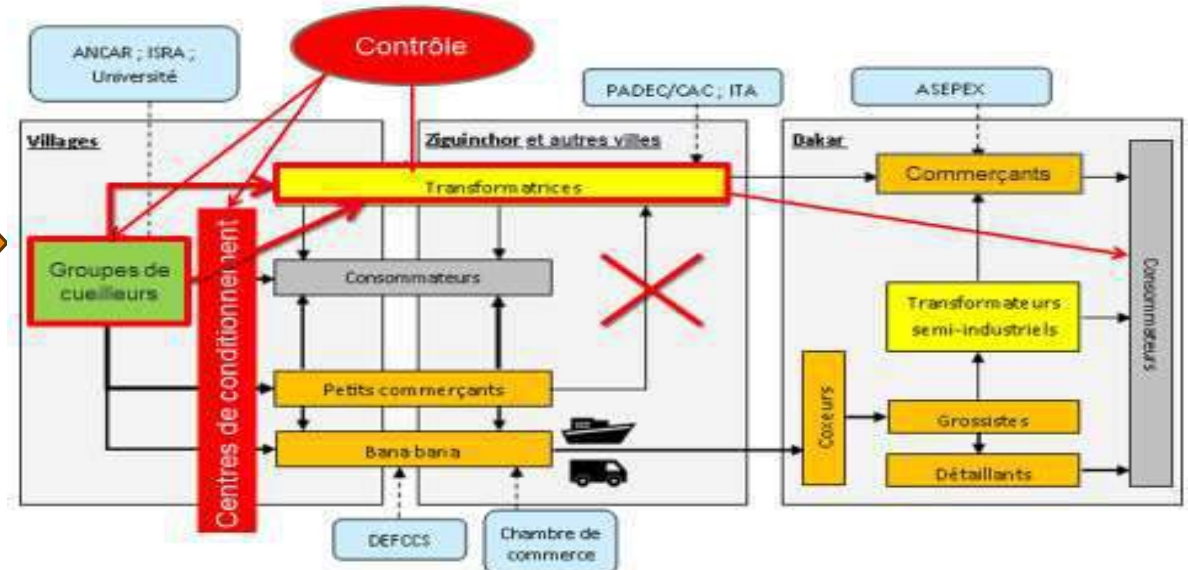 ANCAR ; ISRA ;
Université
Contrôle
PADEC/CAC ; ITA
ASEPEX
Villages
Ziguinchor et autres villes
Dakar
Transformatrices
Commerçants
Groupes de
cueilleurs
Centres de conditionnement
Consommateurs
Transformateurs
semi-industriels
Consommateurs
Petits commerçants
Coxeurs
Grossistes
Bana bana
Détaillants
DEFCCS
Chambre de
commerce